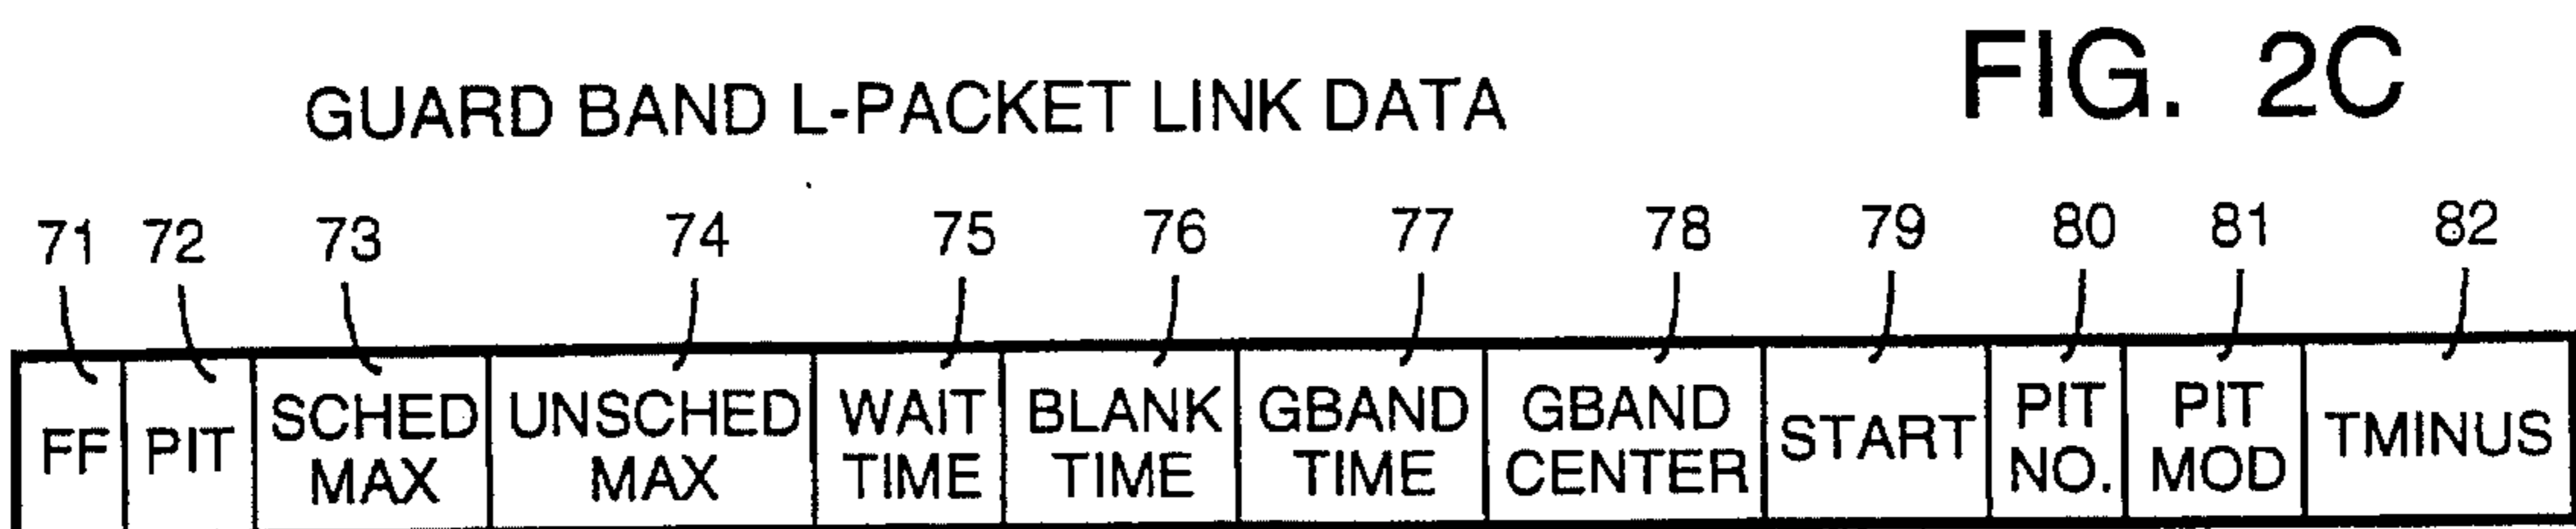 FIG. 2C
GUARD BAND L-PACKET LINK DATA
71 72 73 74 75 76 77 78 79 80 81 82
FF PIT SCHED MAX UNSCHED MAX WAIT TIME BLANK TIME GBAND TIME GBAND CENTER START PIT NO. PIT MOD TMINUS